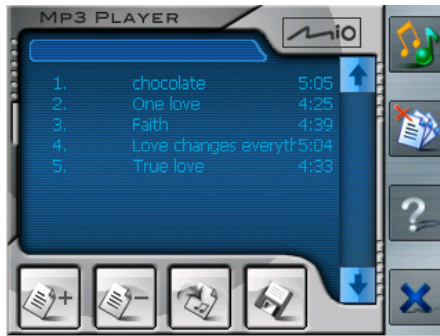 MP3 PLAYER
Mio
1. chocolate 5:05
2. One love 4:25
3. Faith 4:39
4. Love changes everyth 5:04
5. True love 4:33